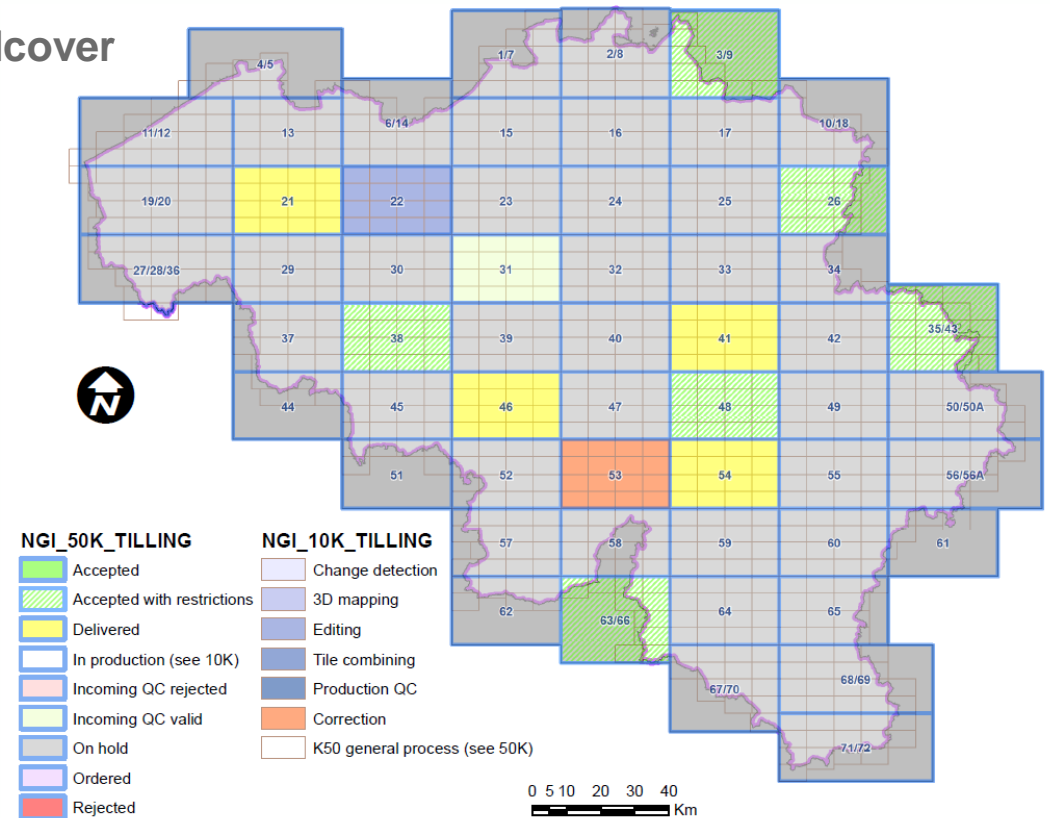 dcover
4/5
1/7
2/8
3/9
11/12
13
6/14
15
16
17
10/18
19/20
21
22
23
24
25
26
27/28/36
29
30
31
32
33
34
37
38
39
40
41
42
35/43
44
45
46
47
48
49
50/50A
51
52
53
54
55
56/56A
57
58
59
60
61
62
63/66
64
65
67/70
68/69
71/72
N
NGI_50K_TILLING
Accepted
Accepted with restrictions
Delivered
In production (see 10K)
Incoming QC rejected
Incoming QC valid
On hold
Ordered
Rejected
NGI_10K_TILLING
Change detection
3D mapping
Editing
Tile combining
Production QC
Correction
K50 general process (see 50K)
0 5 10 20 30 40
Km